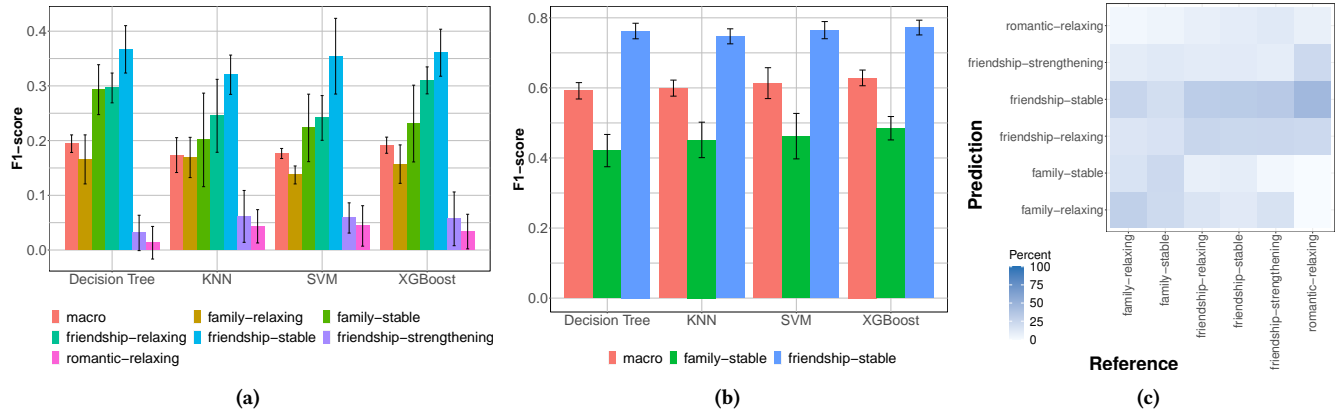 F1-score
0.4
0.3
0.2
0.1
0.0
Decision Tree KNN SVM XGBoost
macro family-relaxing family-stable
friendship-relaxing friendship-stable friendship-strengthening
romantic-relaxing
(a)
F1-score
0.8
0.6
0.4
0.2
0.0
Decision Tree KNN SVM XGBoost
macro family-stable friendship-stable
(b)
Prediction
romantic-relaxing
friendship-strengthening
friendship-stable
friendship-relaxing
family-stable
family-relaxing
Percent
100
75
50
25
0
family-relaxing
family-stable
friendship-relaxing
friendship-stable
friendship-strengthening
romantic-relaxing
Reference
(c)